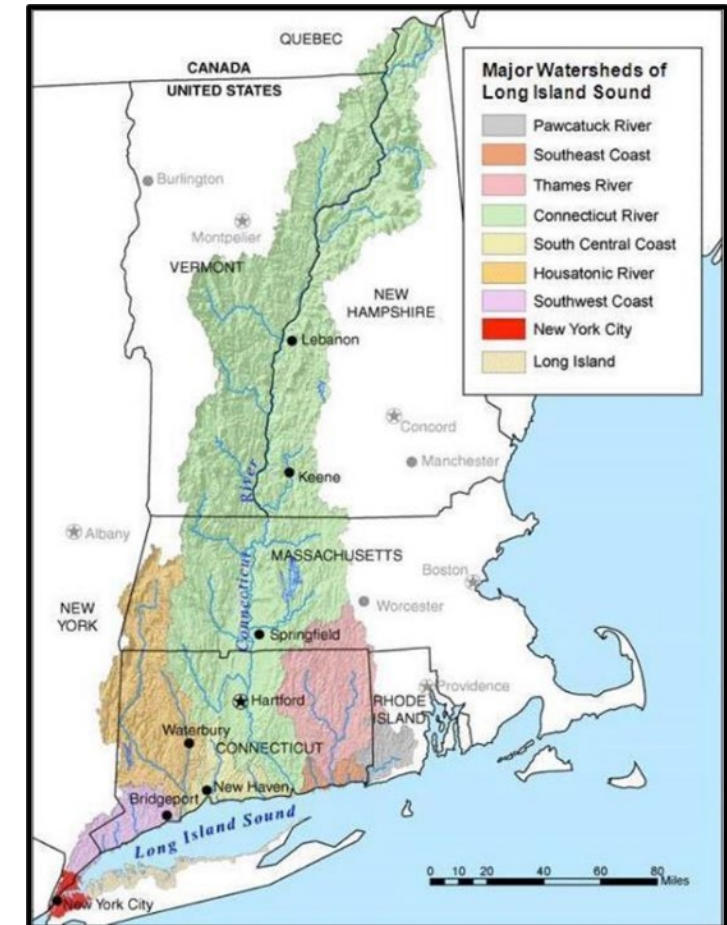 QUEBEC
CANADA
UNITED STATES
Major Watersheds of
Long Island Sound
Pawcatuck River
Southeast Coast
Thames River
Connecticut River
South Central Coast
Housatonic River
Southwest Coast
New York City
Long Island
Burlington
Montpelier
VERMONT
NEW
HAMPSHIRE
Lebanon
Concord
Manchester
Keene
River
Albany
MASSACHUSETTS
Connecticut
Boston
NEW
YORK
Worcester
Springfield
Hartford
Providence
RHODE
ISLAND
Waterbury
CONNECTICUT
New Haven
Bridgeport
Long Island Sound
New York City
0 10 20 40 60 80
Miles